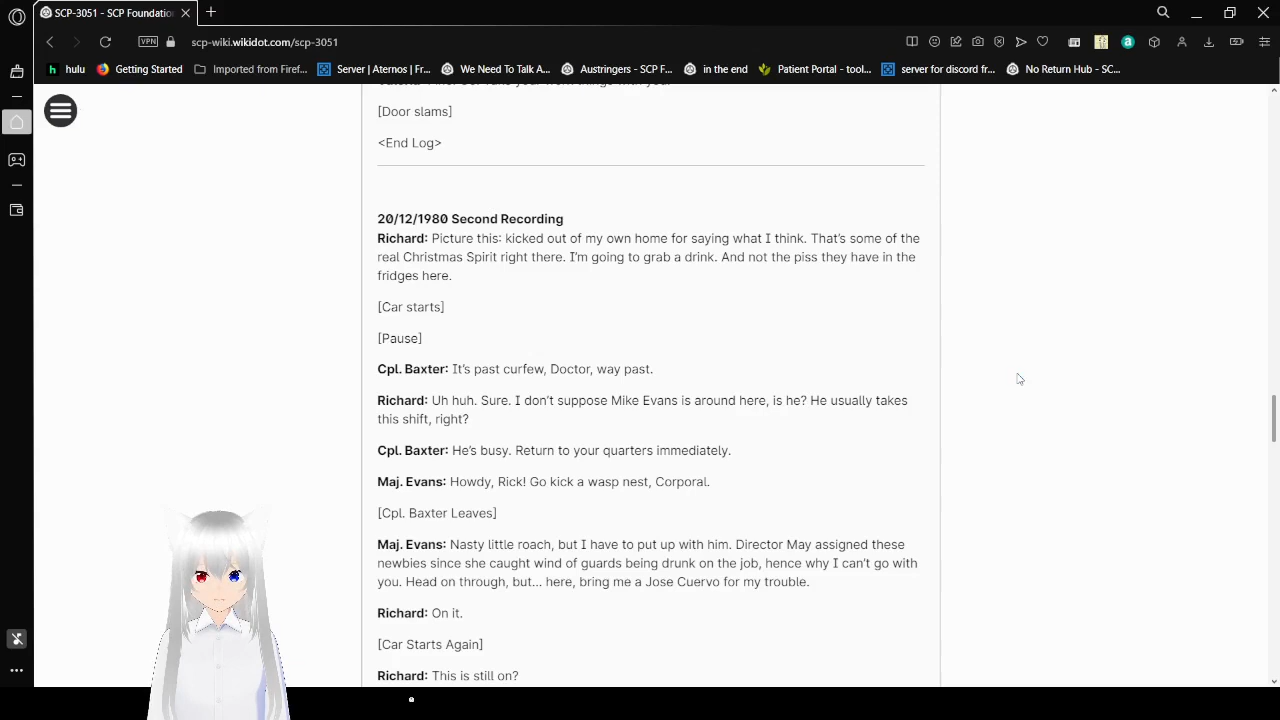 SCP-3051 - SCP Foundatio
VPN
scp-wiki.wikidot.com/scp-3051
hulu
Getting Started
Imported from Firef...
Server | Aternos | Fr...
We Need To Talk A...
Austringers - SCP F...
in the end
Patient Portal - tool...
server for discord fr...
No Return Hub - SC...
[Door slams]
<End Log>
20/12/1980 Second Recording
Richard: Picture this: kicked out of my own home for saying what I think. That's some of the
real Christmas Spirit right there. I'm going to grab a drink. And not the piss they have in the
fridges here.
[Car starts]
[Pause]
Cpl. Baxter: It's past curfew, Doctor, way past.
Richard: Uh huh. Sure. I don't suppose Mike Evans is around here, is he? He usually takes
this shift, right?
Cpl. Baxter: He's busy. Return to your quarters immediately.
Maj. Evans: Howdy, Rick! Go kick a wasp nest, Corporal.
[Cpl. Baxter Leaves]
Maj. Evans: Nasty little roach, but I have to put up with him. Director May assigned these
newbies since she caught wind of guards being drunk on the job, hence why I can't go with
you. Head on through, but... here, bring me a Jose Cuervo for my trouble.
Richard: On it.
[Car Starts Again]
Richard: This is still on?